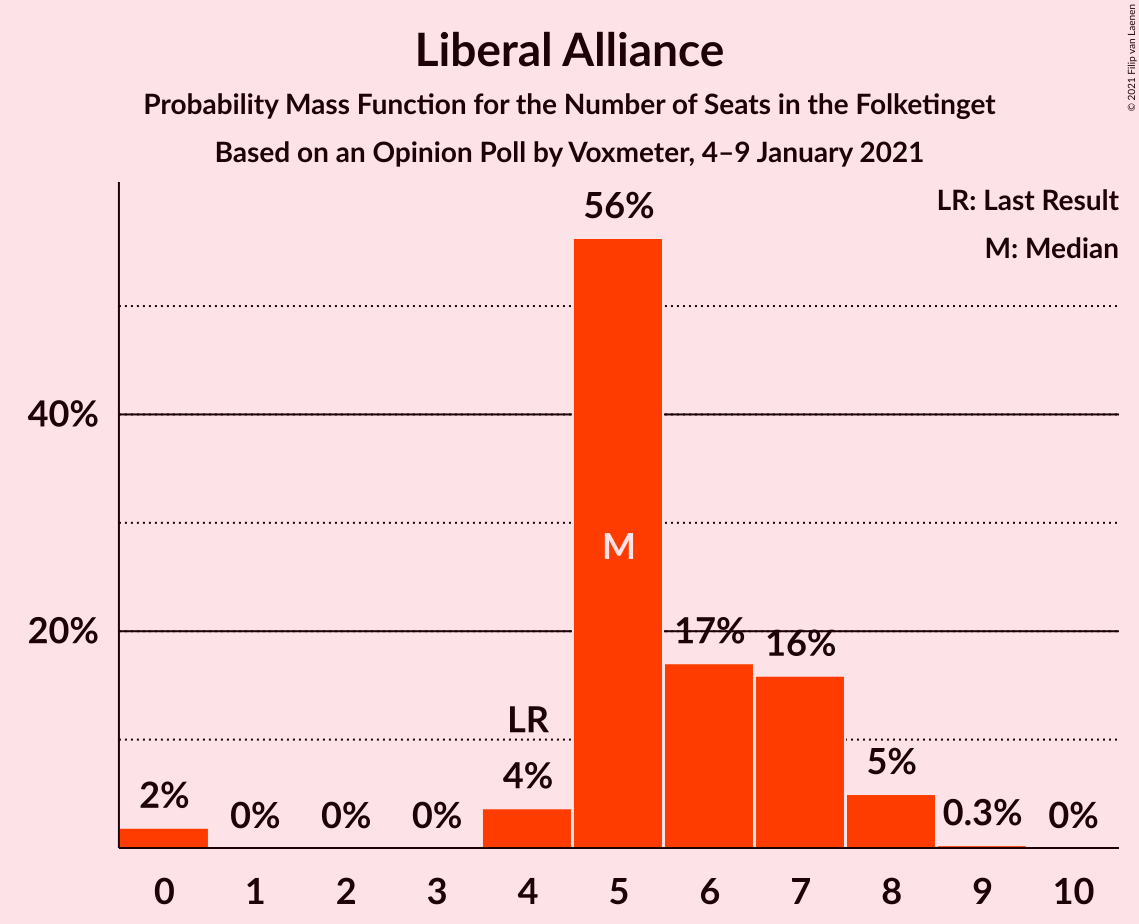 Liberal Alliance
Probability Mass Function for the Number of Seats in the Folketinget
Based on an Opinion Poll by Voxmeter, 4–9 January 2021
© 2021 Filip van Laenen
LR: Last Result
M: Median
56%
40%
M
20%
17%
16%
LR
4%
5%
2%
0%
0%
0%
0.3%
0%
0 1 2 3 4 5 6 7 8 9 10